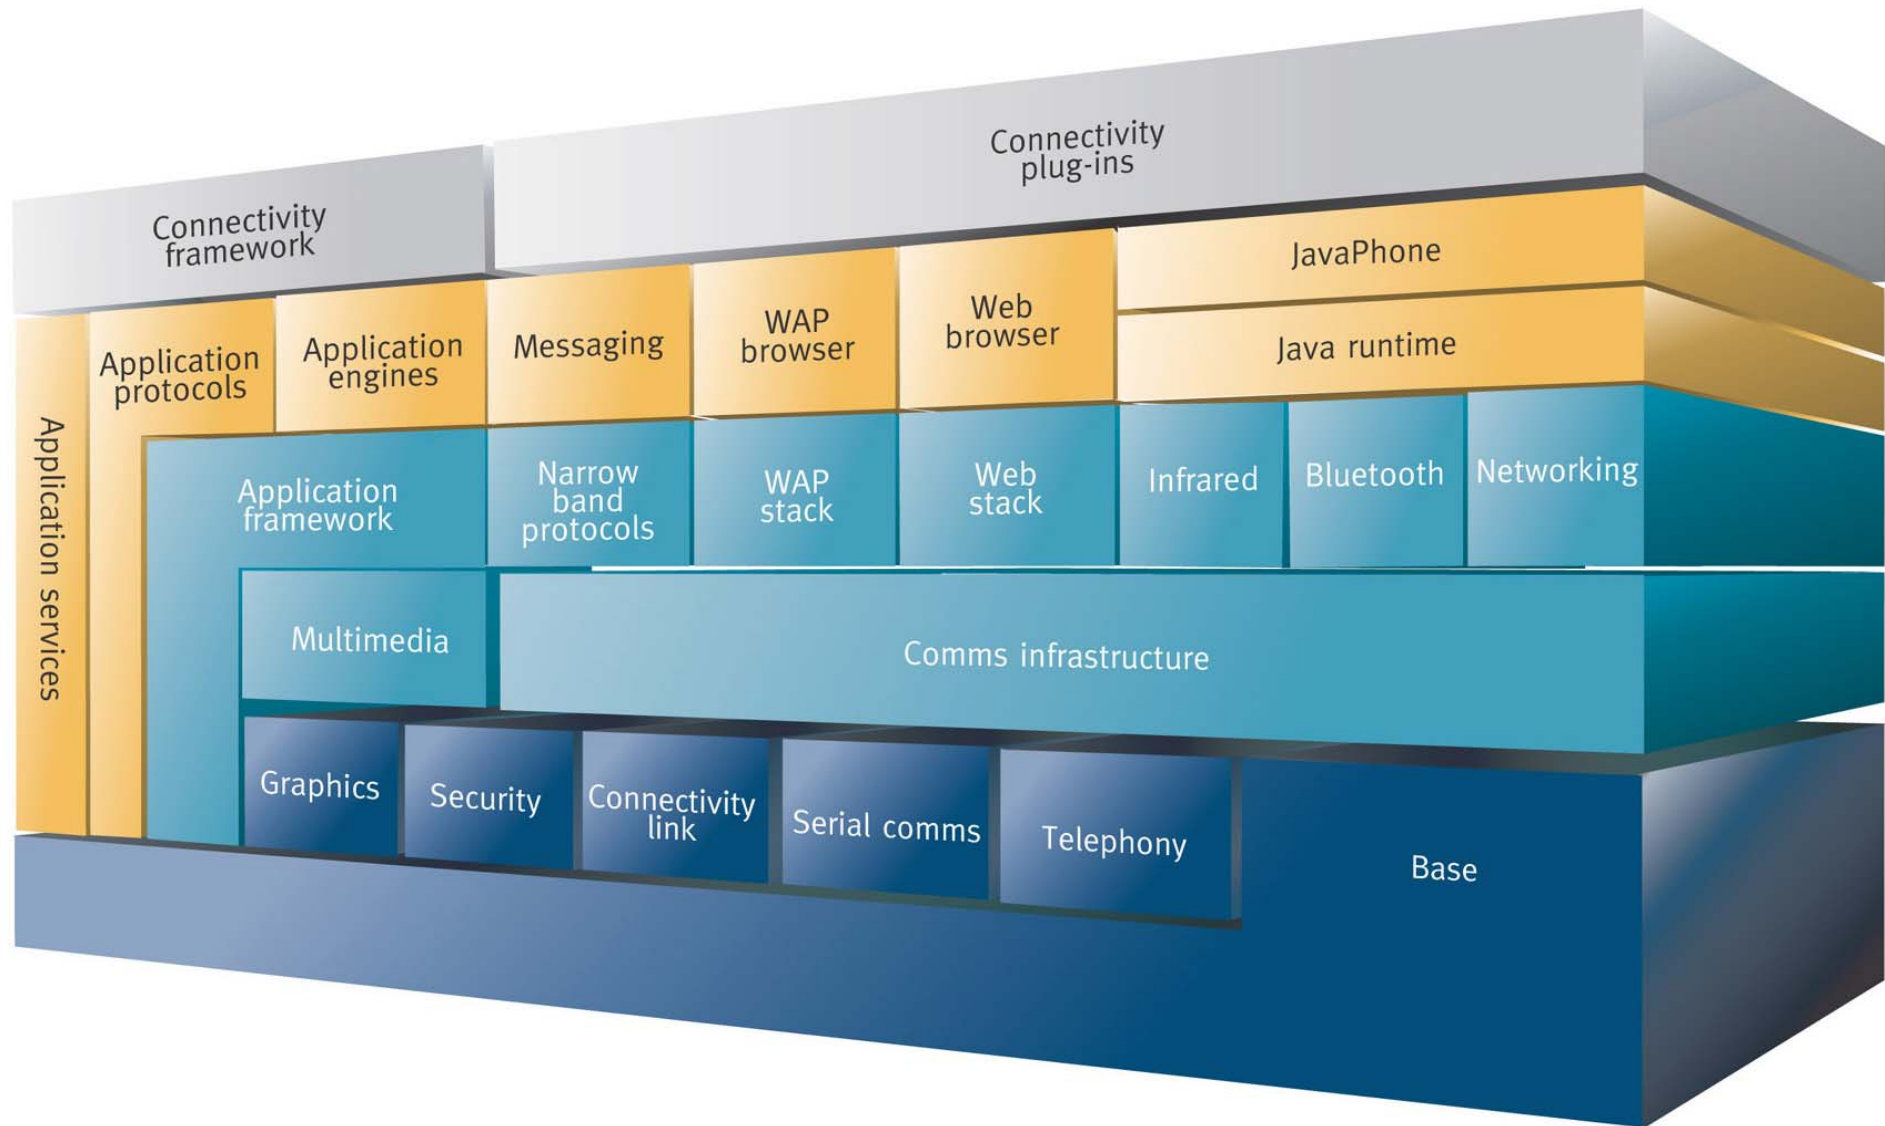 Connectivity
plug-ins
Connectivity
framework
JavaPhone
Java runtime
Web
browser
WAP
browser
Messaging
Application
engines
Application
protocols
Application services
Application
framework
Narrow
band
protocols
WAP
stack
Web
stack
Infrared
Bluetooth
Networking
Multimedia
Comms infrastructure
Graphics
Security
Connectivity
link
Serial comms
Telephony
Base